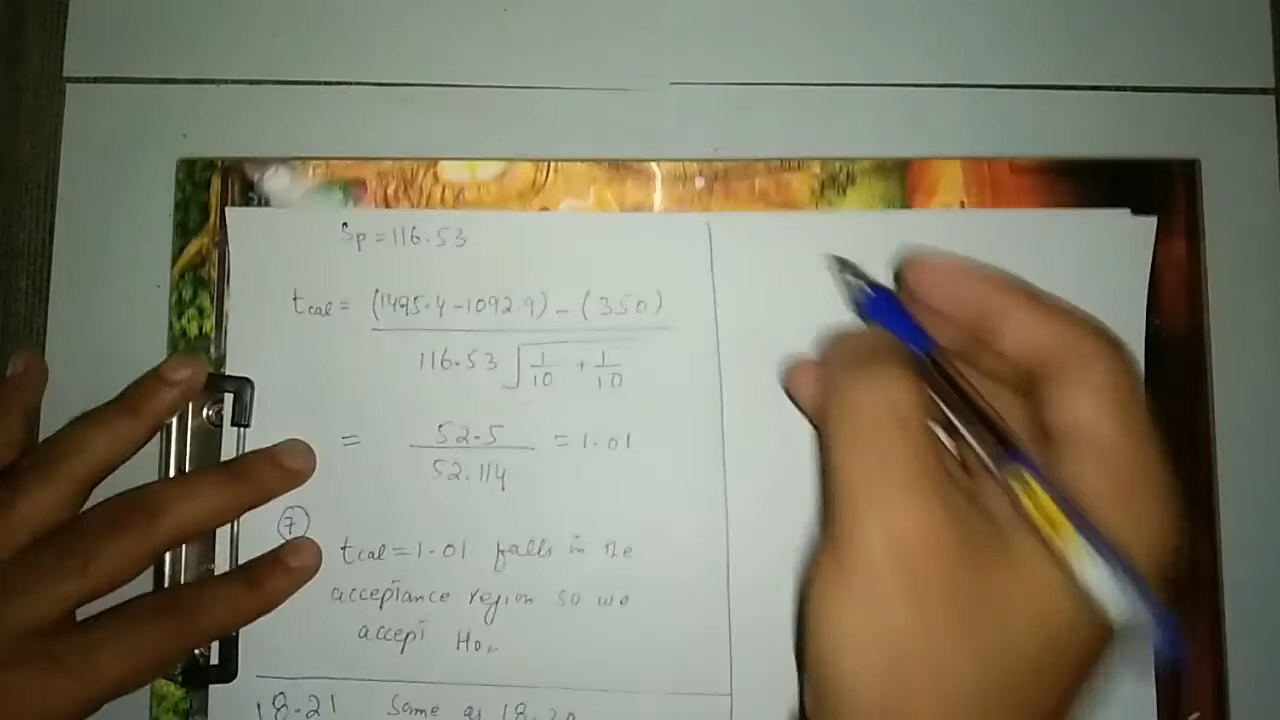 Sp = 116.53
tcal = (1495.4-1092.9) - (350)
116.53 √ 1/10 + 1/10
= 52.5 / 52.114 = 1.01
7
tcal = 1.01 falls in the
acceptance region so we
accept Ho.
18.21 Same as 18.20